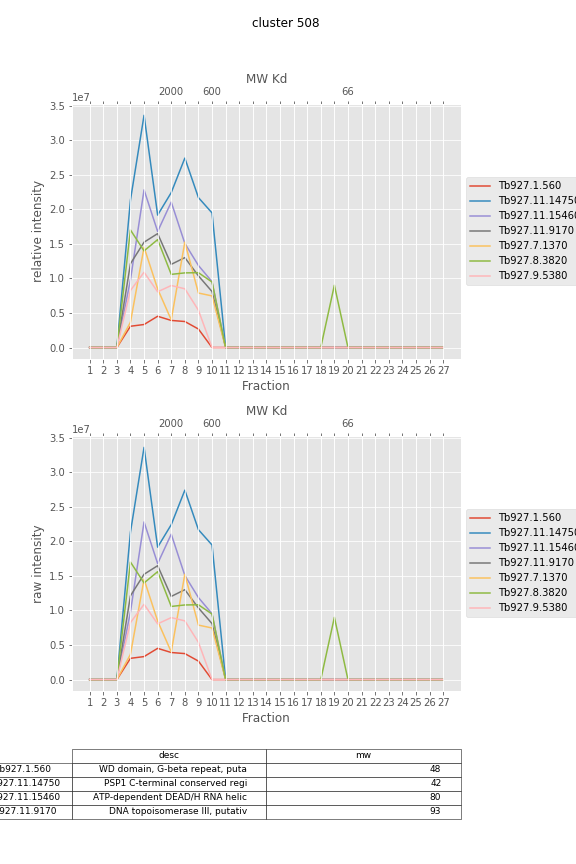 cluster 508
MW Kd
1e7
2000 600 66
3.5
3.0
2.5
2.0
1.5
1.0
0.5
0.0
relative intensity
1 2 3 4 5 6 7 8 9 10 11 12 13 14 15 16 17 18 19 20 21 22 23 24 25 26 27
Fraction
Tb927.1.560
Tb927.11.14750
Tb927.11.15460
Tb927.11.9170
Tb927.7.1370
Tb927.8.3820
Tb927.9.5380
MW Kd
1e7
2000 600 66
3.5
3.0
2.5
2.0
1.5
1.0
0.5
0.0
raw intensity
1 2 3 4 5 6 7 8 9 10 11 12 13 14 15 16 17 18 19 20 21 22 23 24 25 26 27
Fraction
Tb927.1.560
Tb927.11.14750
Tb927.11.15460
Tb927.11.9170
Tb927.7.1370
Tb927.8.3820
Tb927.9.5380
desc mw
b927.1.560 WD domain, G-beta repeat, puta 48
927.11.14750 PSP1 C-terminal conserved regi 42
927.11.15460 ATP-dependent DEAD/H RNA helic 80
927.11.9170 DNA topoisomerase III, putativ 93